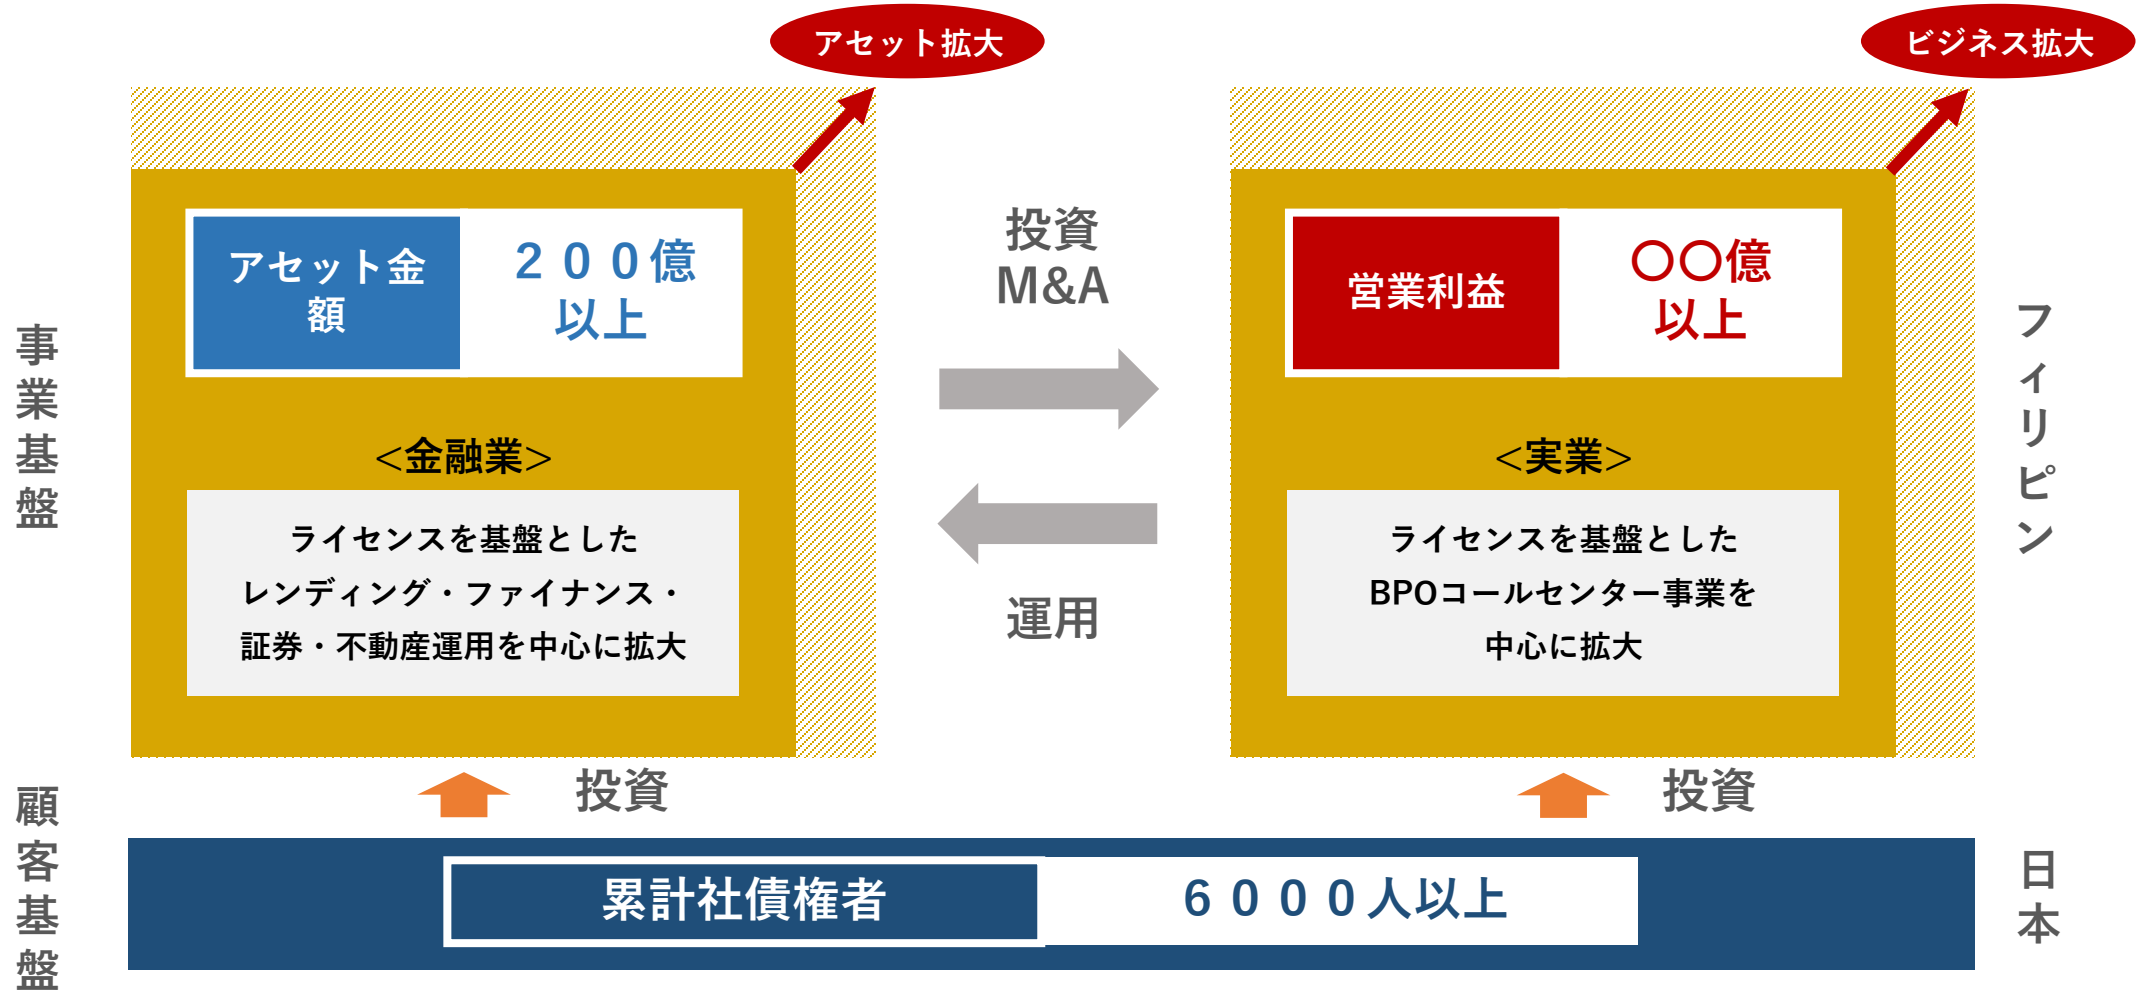 アセット拡大
ビジネス拡大
アセット金
額
２００億
以上
投資
M&A
営業利益
〇〇億
以上
事業基盤
フィリピン
<金融業>
<実業>
ライセンスを基盤とした
レンディング・ファイナンス・
証券・不動産運用を中心に拡大
運用
ライセンスを基盤とした
BPOコールセンター事業を
中心に拡大
投資
投資
顧客基盤
累計社債権者
６０００人以上
日本